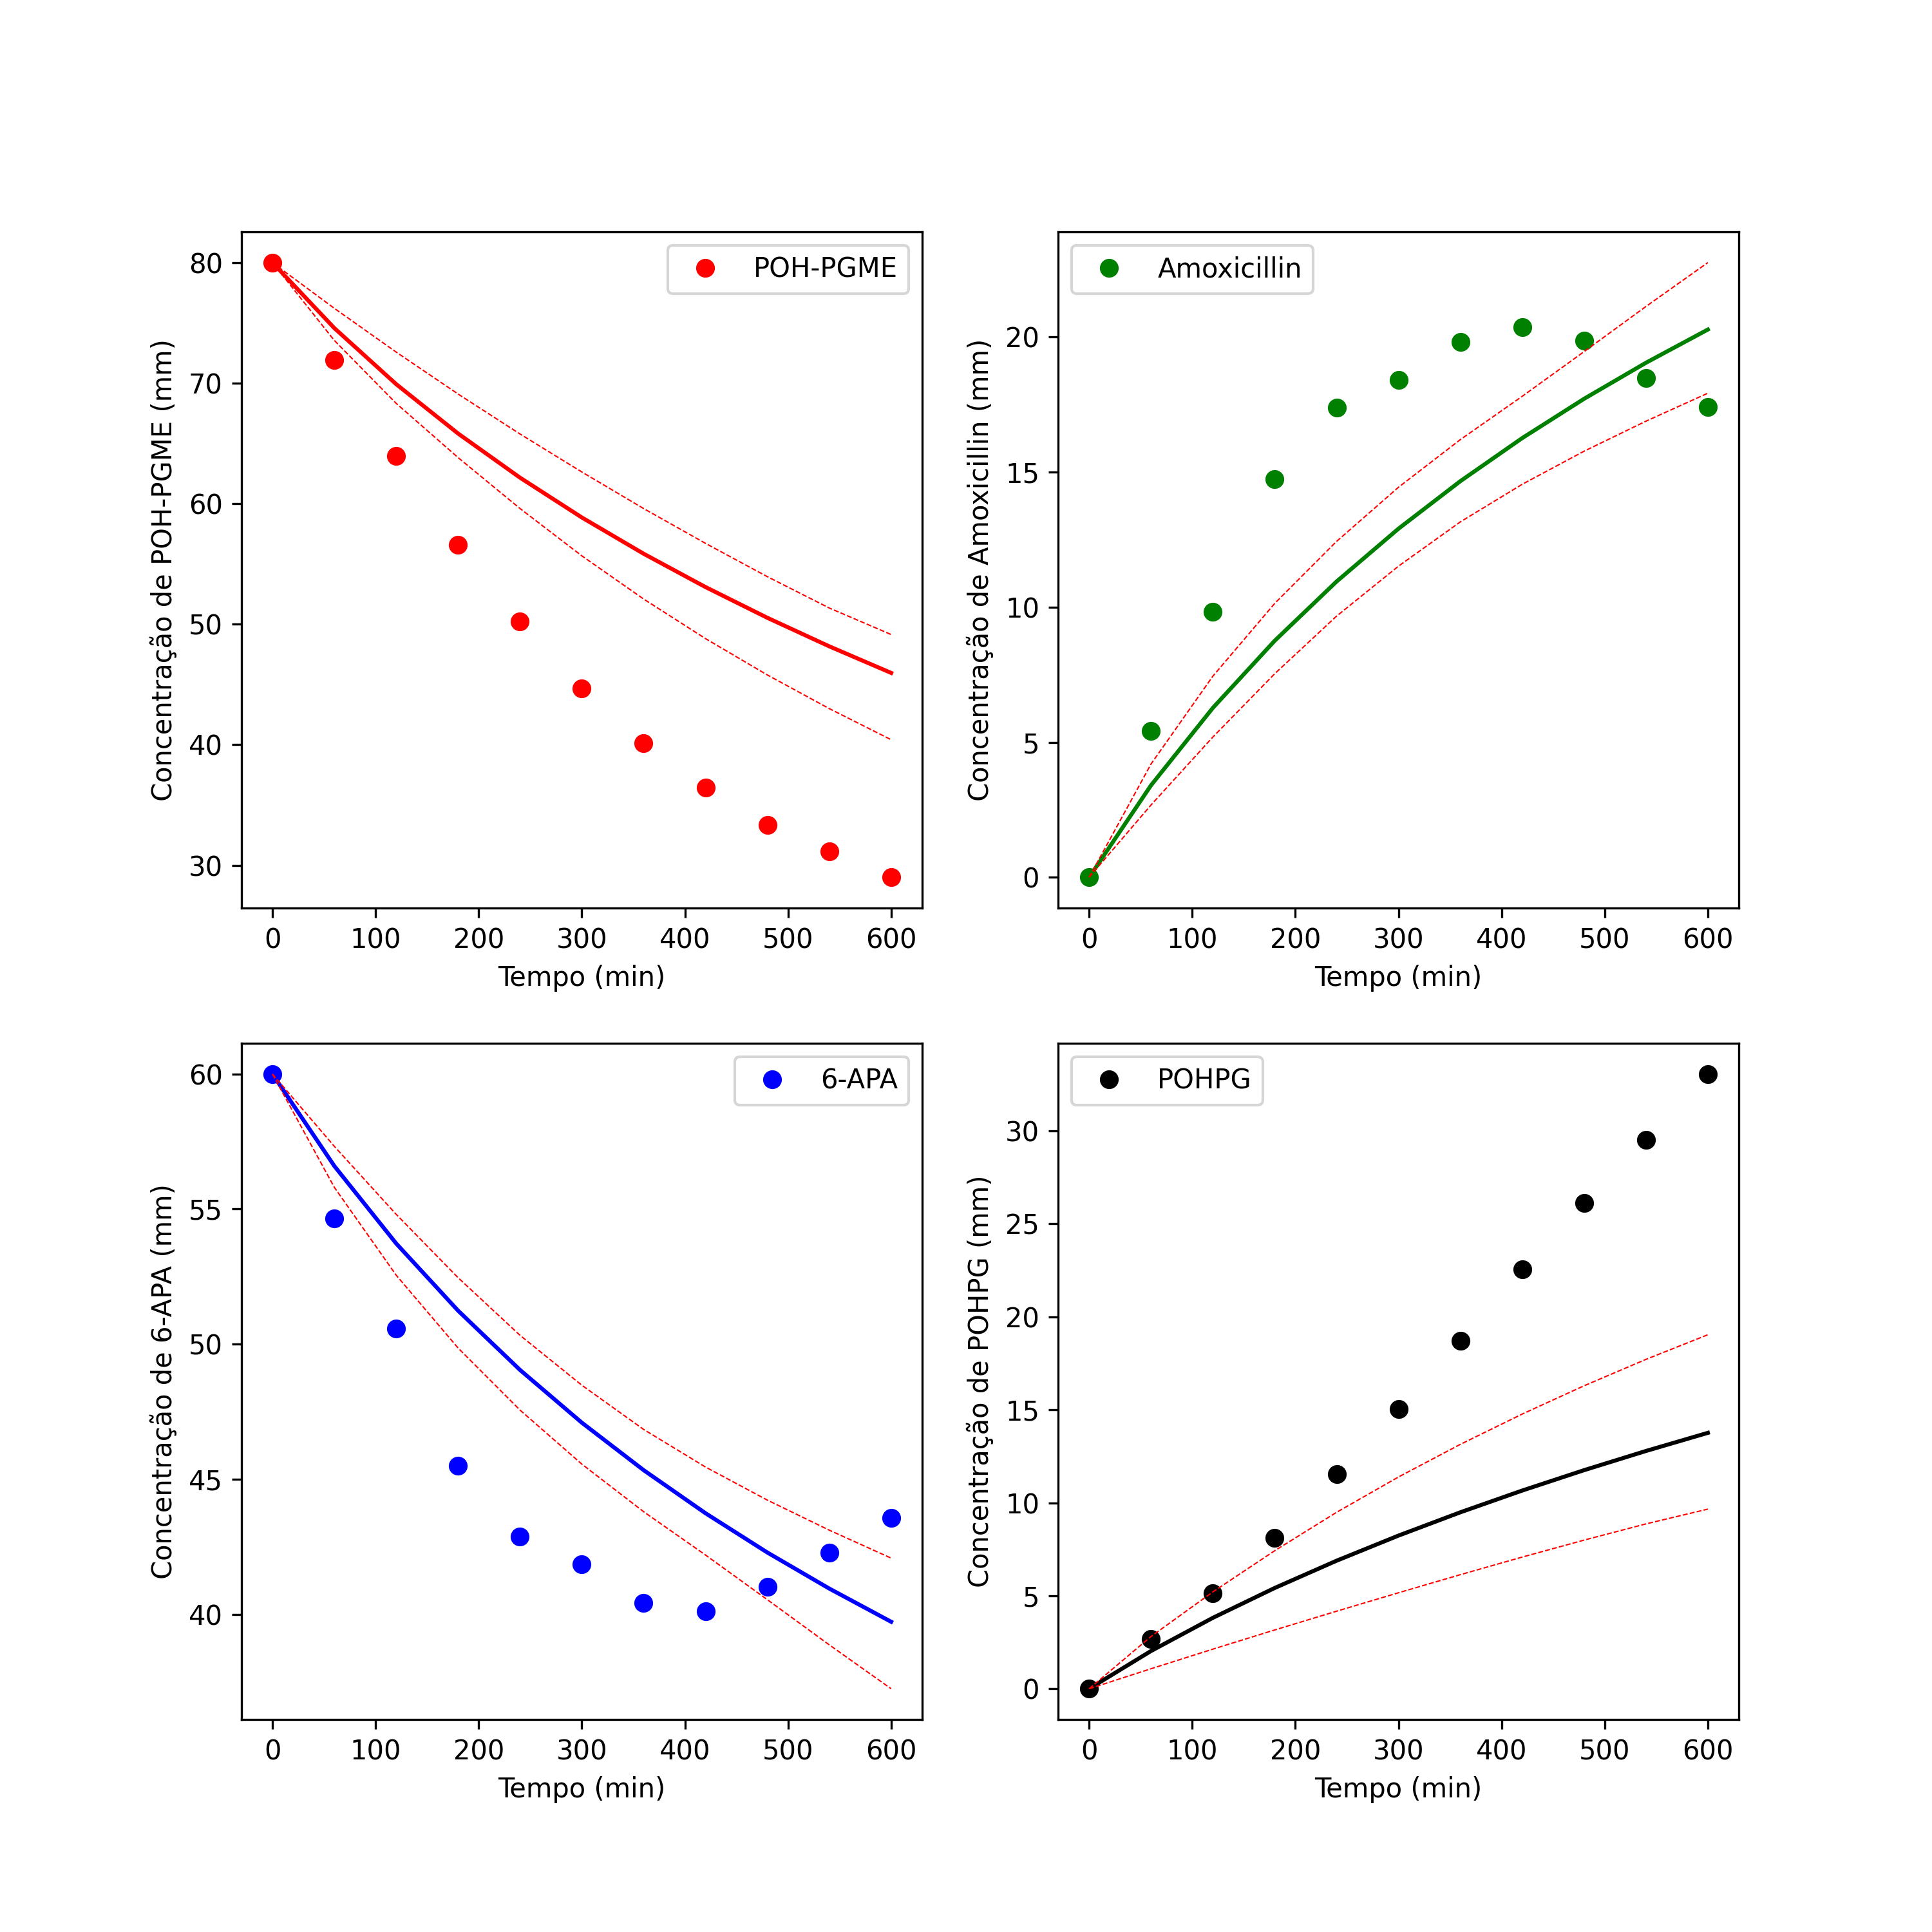 POH-PGME
Concentração de POH-PGME (mm)
80
70
60
50
40
30
0 100 200 300 400 500 600
Tempo (min)
Amoxicillin
Concentração de Amoxicillin (mm)
20
15
10
5
0
0 100 200 300 400 500 600
Tempo (min)
6-APA
Concentração de 6-APA (mm)
60
55
50
45
40
0 100 200 300 400 500 600
Tempo (min)
POHPG
Concentração de POHPG (mm)
30
25
20
15
10
5
0
0 100 200 300 400 500 600
Tempo (min)